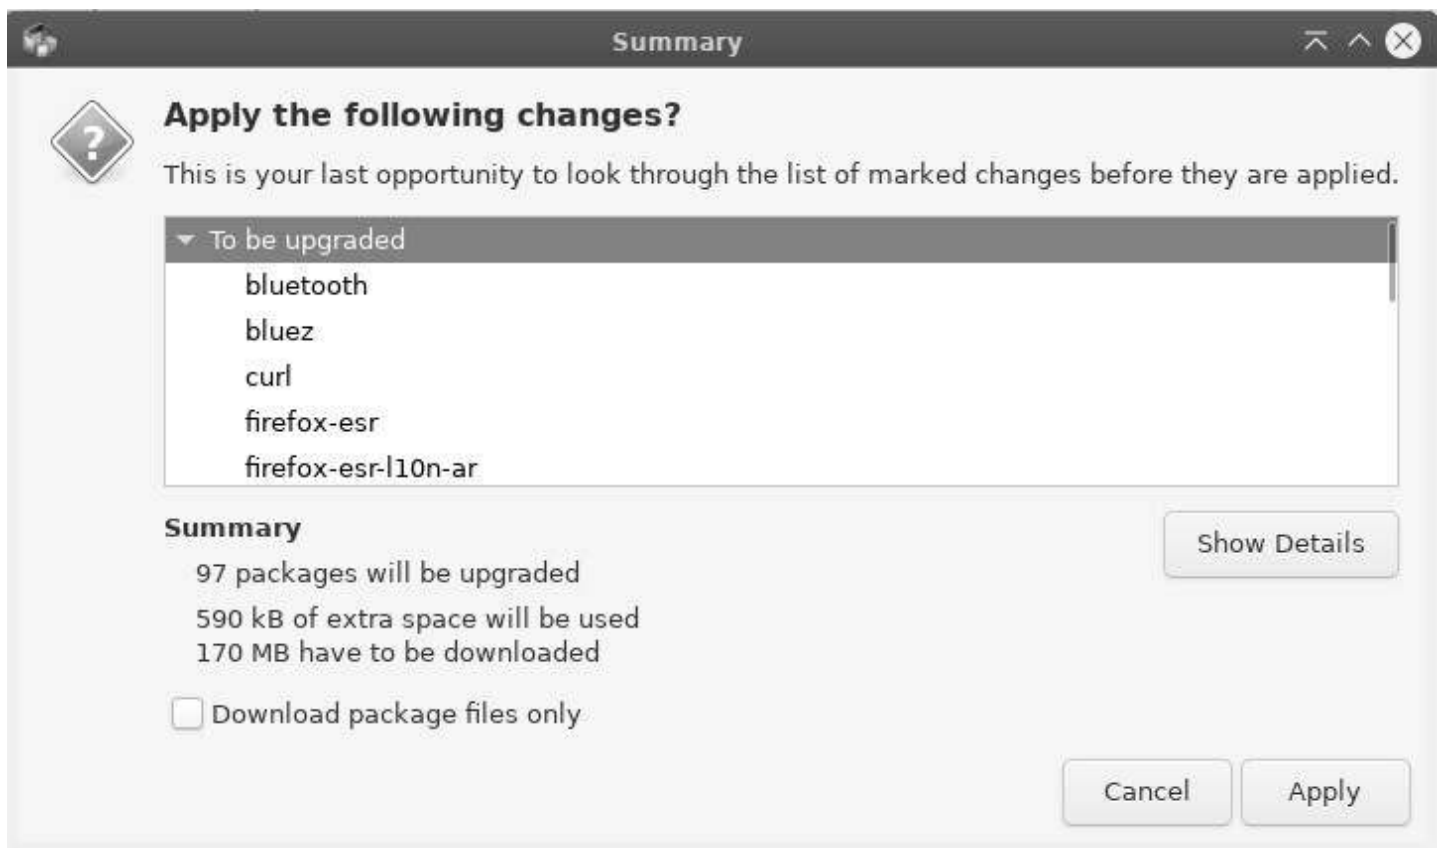 Summary
Apply the following changes?
This is your last opportunity to look through the list of marked changes before they are applied.
To be upgraded
bluetooth
bluez
curl
firefox-esr
firefox-esr-l10n-ar
Summary
Show Details
97 packages will be upgraded
590 kB of extra space will be used
170 MB have to be downloaded
Download package files only
Cancel
Apply